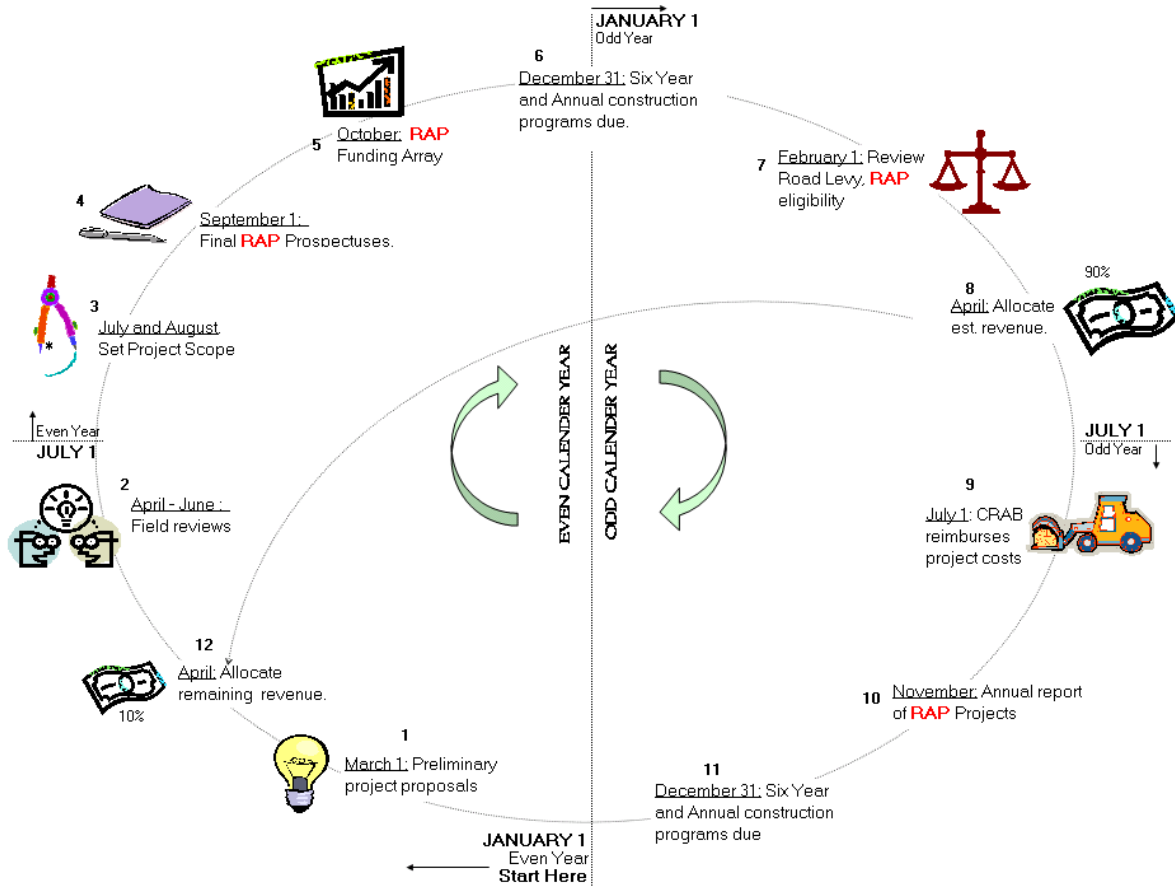 JANUARY 1
Odd Year
6
December 31: Six Year
and Annual construction
programs due.
5
October: RAP
Funding Array
7
February 1: Review
Road Levy, RAP
eligibility
4
September 1:
Final RAP Prospectuses.
3
July and August
Set Project Scope
*
8
90%
April: Allocate
est. revenue.
EVEN CALENDER YEAR
ODD CALENDER YEAR
Even Year
JULY 1
JULY 1
Odd Year
2
April - June :
Field reviews
9
July 1: CRAB
reimburses
project costs
12
April: Allocate
remaining revenue.
10%
10
November: Annual report
of RAP Projects
1
March 1: Preliminary
project proposals
11
December 31: Six Year
and Annual construction
programs due
JANUARY 1
Even Year
Start Here